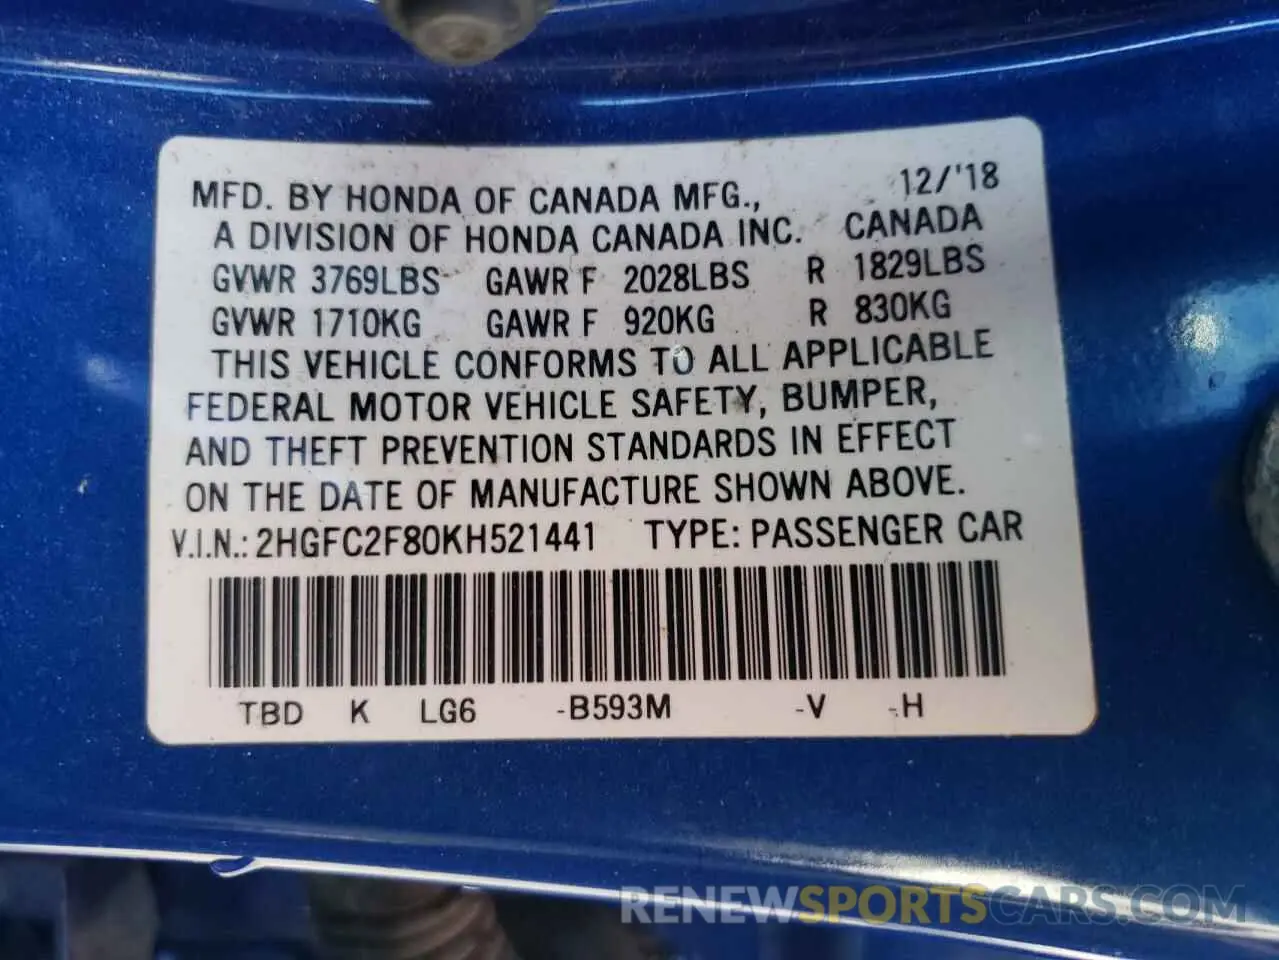 MFD. BY HONDA OF CANADA MFG., 12/'18
A DIVISION OF HONDA CANADA INC. CANADA
GVWR 3769LBS GAWR F 2028LBS R 1829LBS
GVWR 1710KG GAWR F 920KG R 830KG
THIS VEHICLE CONFORMS TO ALL APPLICABLE
FEDERAL MOTOR VEHICLE SAFETY, BUMPER,
AND THEFT PREVENTION STANDARDS IN EFFECT
ON THE DATE OF MANUFACTURE SHOWN ABOVE.
V.I.N.: 2HGFC2F80KH521441 TYPE: PASSENGER CAR
TBD K LG6 -B593M -V -H
RENEWSPORTSCARS.COM